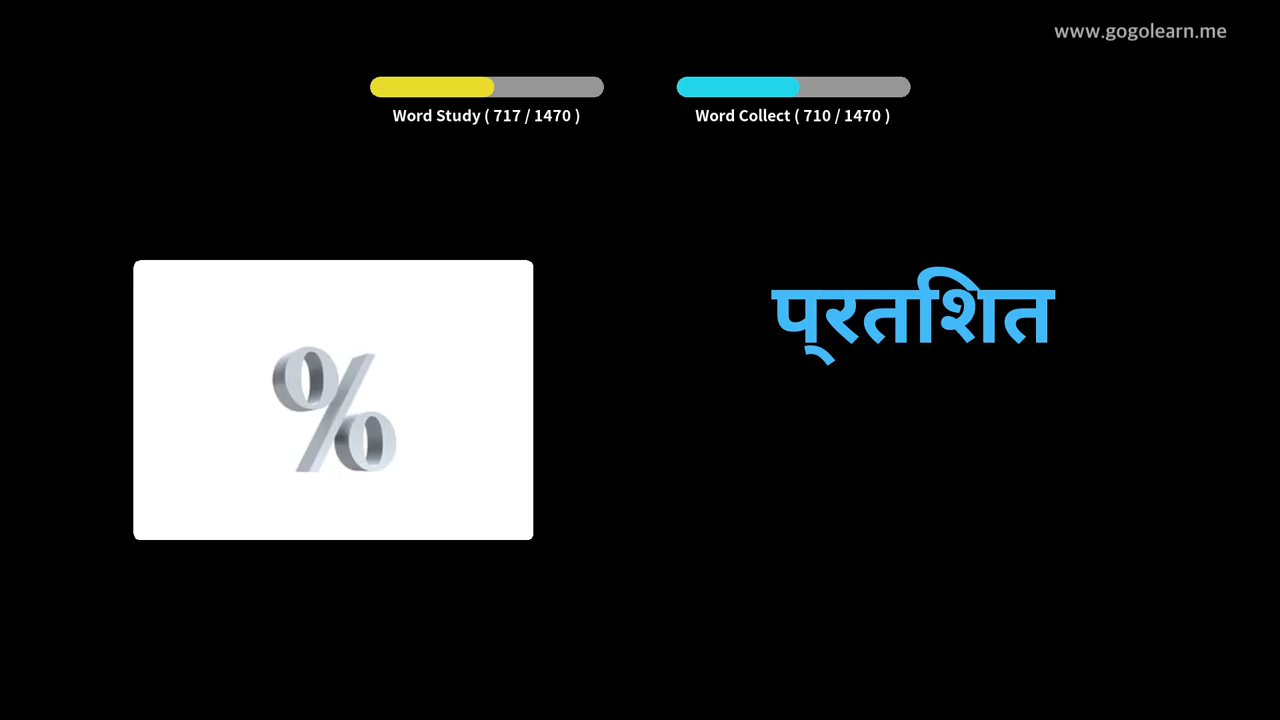 www.gogolearn.me
Word Study ( 717 / 1470 )
Word Collect ( 710 / 1470 )
%
प्रतिशत